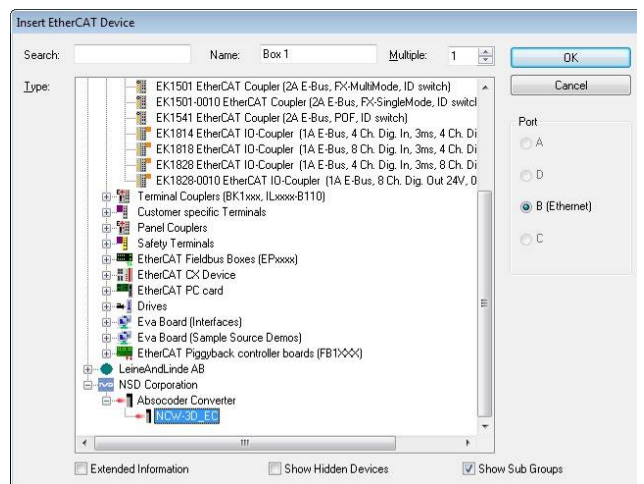 Insert EtherCAT Device
Search: Name: Box 1 Multiple: 1 OK
Cancel
Type:
EK1501 EtherCAT Coupler (2A E-Bus, FX-MultiMode, ID switch)
EK1501-0010 EtherCAT Coupler (2A E-Bus, FX-SingleMode, ID switcl
EK1541 EtherCAT Coupler (2A E-Bus, POF, ID switch)
EK1814 EtherCAT IO-Coupler (1A E-Bus, 4 Ch. Dig. In, 3ms, 4 Ch. Di
EK1818 EtherCAT IO-Coupler (1A E-Bus, 8 Ch. Dig. In, 3ms, 4 Ch. Di
EK1828 EtherCAT IO-Coupler (1A E-Bus, 4 Ch. Dig. In, 3ms, 8 Ch. Di
EK1828-0010 EtherCAT IO-Coupler (1A E-Bus, 8 Ch. Dig. Out 24V, 0
Terminal Couplers (BK1xxx, ILxxxx-B110)
Customer specific Terminals
Panel Couplers
Safety Terminals
EtherCAT Fieldbus Boxes (EPxxxx)
EtherCAT CX Device
EtherCAT PC card
Drives
Eva Board (Interfaces)
Eva Board (Sample Source Demos)
EtherCAT Piggyback controller boards (FB1XXX)
LeineAndLinde AB
NSD Corporation
Absocoder Converter
NCW-3D_EC
Port
A
D
B (Ethernet)
C
Extended Information Show Hidden Devices Show Sub Groups